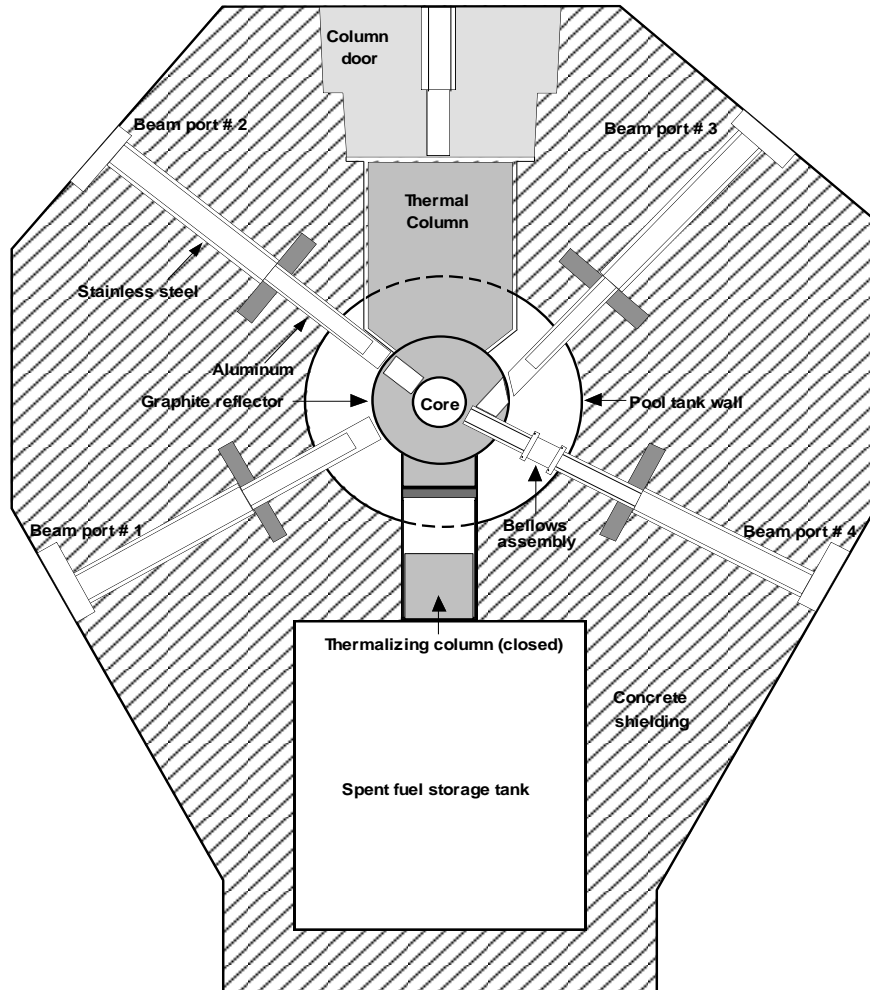 Column
door
Beam port # 2
Beam port # 3
Thermal
Column
Stainless steel
Aluminum
Graphite reflector
Core
Pool tank wall
Beam port # 1
Bellows
assembly
Beam port # 4
Thermalizing column (closed)
Concrete
shielding
Spent fuel storage tank